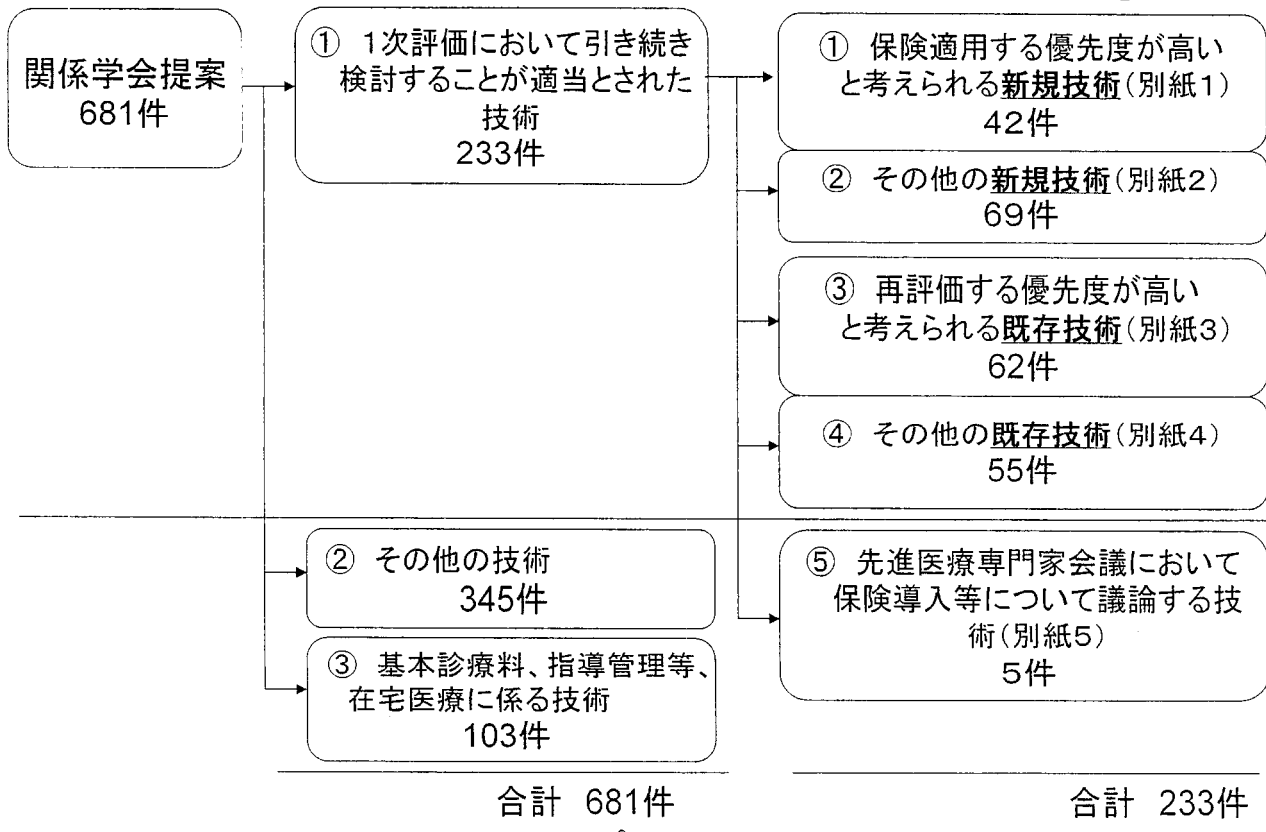 関係学会提案
681件
① 1次評価において引き続き
検討することが適当とされた
技術
233件
② その他の技術
345件
③ 基本診療料、指導管理等、
在宅医療に係る技術
103件
合計 681件
① 保険適用する優先度が高い
と考えられる新規技術(別紙1)
42件
② その他の新規技術(別紙2)
69件
③ 再評価する優先度が高い
と考えられる既存技術(別紙3)
62件
④ その他の既存技術(別紙4)
55件
⑤ 先進医療専門家会議において
保険導入等について議論する技
術(別紙5)
5件
合計 233件